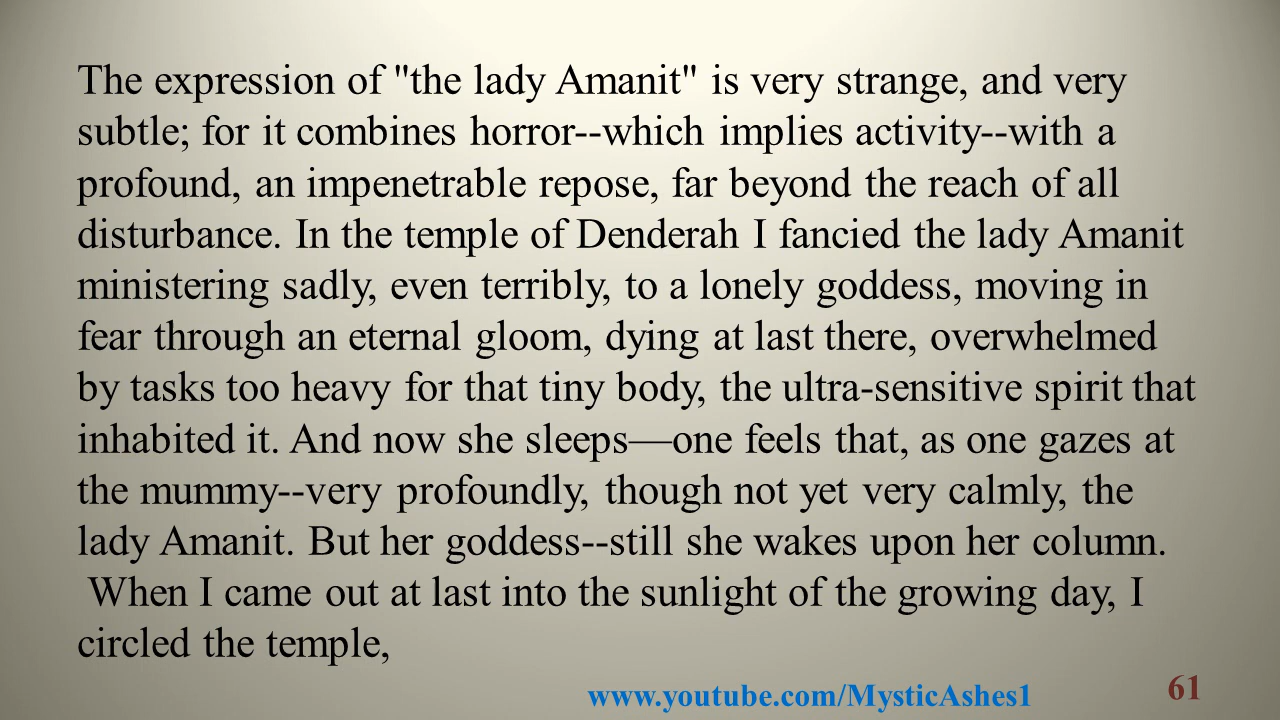 The expression of "the lady Amanit" is very strange, and very
subtle; for it combines horror--which implies activity--with a
profound, an impenetrable repose, far beyond the reach of all
disturbance. In the temple of Denderah I fancied the lady Amanit
ministering sadly, even terribly, to a lonely goddess, moving in
fear through an eternal gloom, dying at last there, overwhelmed
by tasks too heavy for that tiny body, the ultra-sensitive spirit that
inhabited it. And now she sleeps—one feels that, as one gazes at
the mummy--very profoundly, though not yet very calmly, the
lady Amanit. But her goddess--still she wakes upon her column.
When I came out at last into the sunlight of the growing day, I
circled the temple,
www.youtube.com/MysticAshes1
61